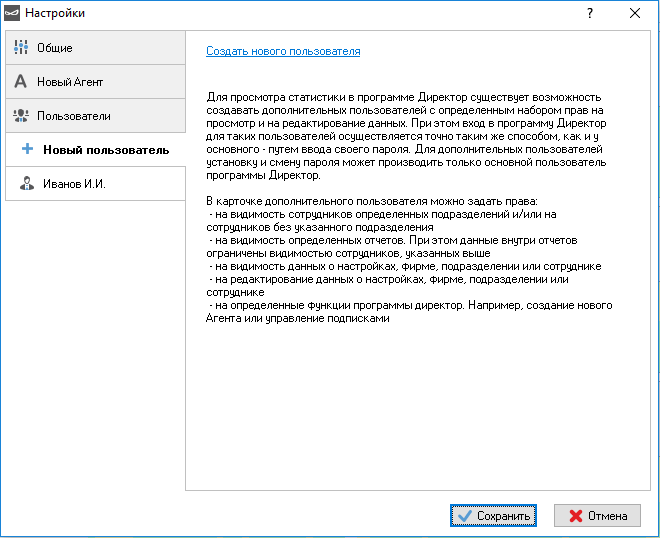 Настройки
?
Общие
Новый Агент
Пользователи
Новый пользователь
Иванов И.И.
Создать нового пользователя
Для просмотра статистики в программе Директор существует возможность
создавать дополнительных пользователей с определенным набором прав на
просмотр и на редактирование данных. При этом вход в программу Директор
для таких пользователей осуществляется точно таким же способом, как и у
основного - путем ввода своего пароля. Для дополнительных пользователей
установку и смену пароля может производить только основной пользователь
программы Директор.
В карточке дополнительного пользователя можно задать права:
- на видимость сотрудников определенных подразделений и/или на
сотрудников без указанного подразделения
- на видимость определенных отчетов. При этом данные внутри отчетов
ограничены видимостью сотрудников, указанных выше
- на видимость данных о настройках, фирме, подразделении или сотруднике
- на редактирование данных о настройках, фирме, подразделении или
сотруднике
- на определенные функции программы директор. Например, создание нового
Агента или управление подписками
Сохранить
Отмена